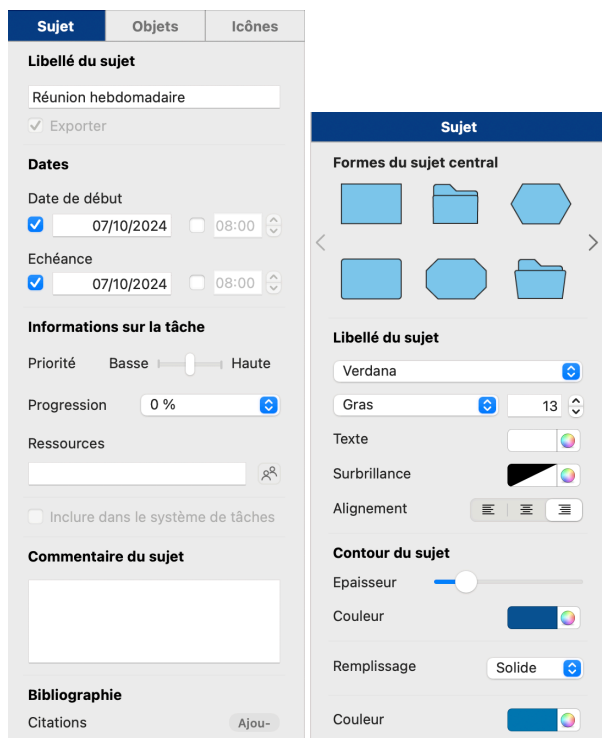 Sujet Objets Icônes
Libellé du sujet
Réunion hebdomadaire
Exporter
Dates
Date de début
07/10/2024 08:00
Echéance
07/10/2024 08:00
Informations sur la tâche
Priorité Basse Haute
Progression 0 %
Ressources
Inclure dans le système de tâches
Commentaire du sujet
Bibliographie
Citations Ajou-
Sujet
Formes du sujet central
Libellé du sujet
Verdana
Gras 13
Texte
Surbrillance
Alignement
Contour du sujet
Epaisseur
Couleur
Remplissage Solide
Couleur